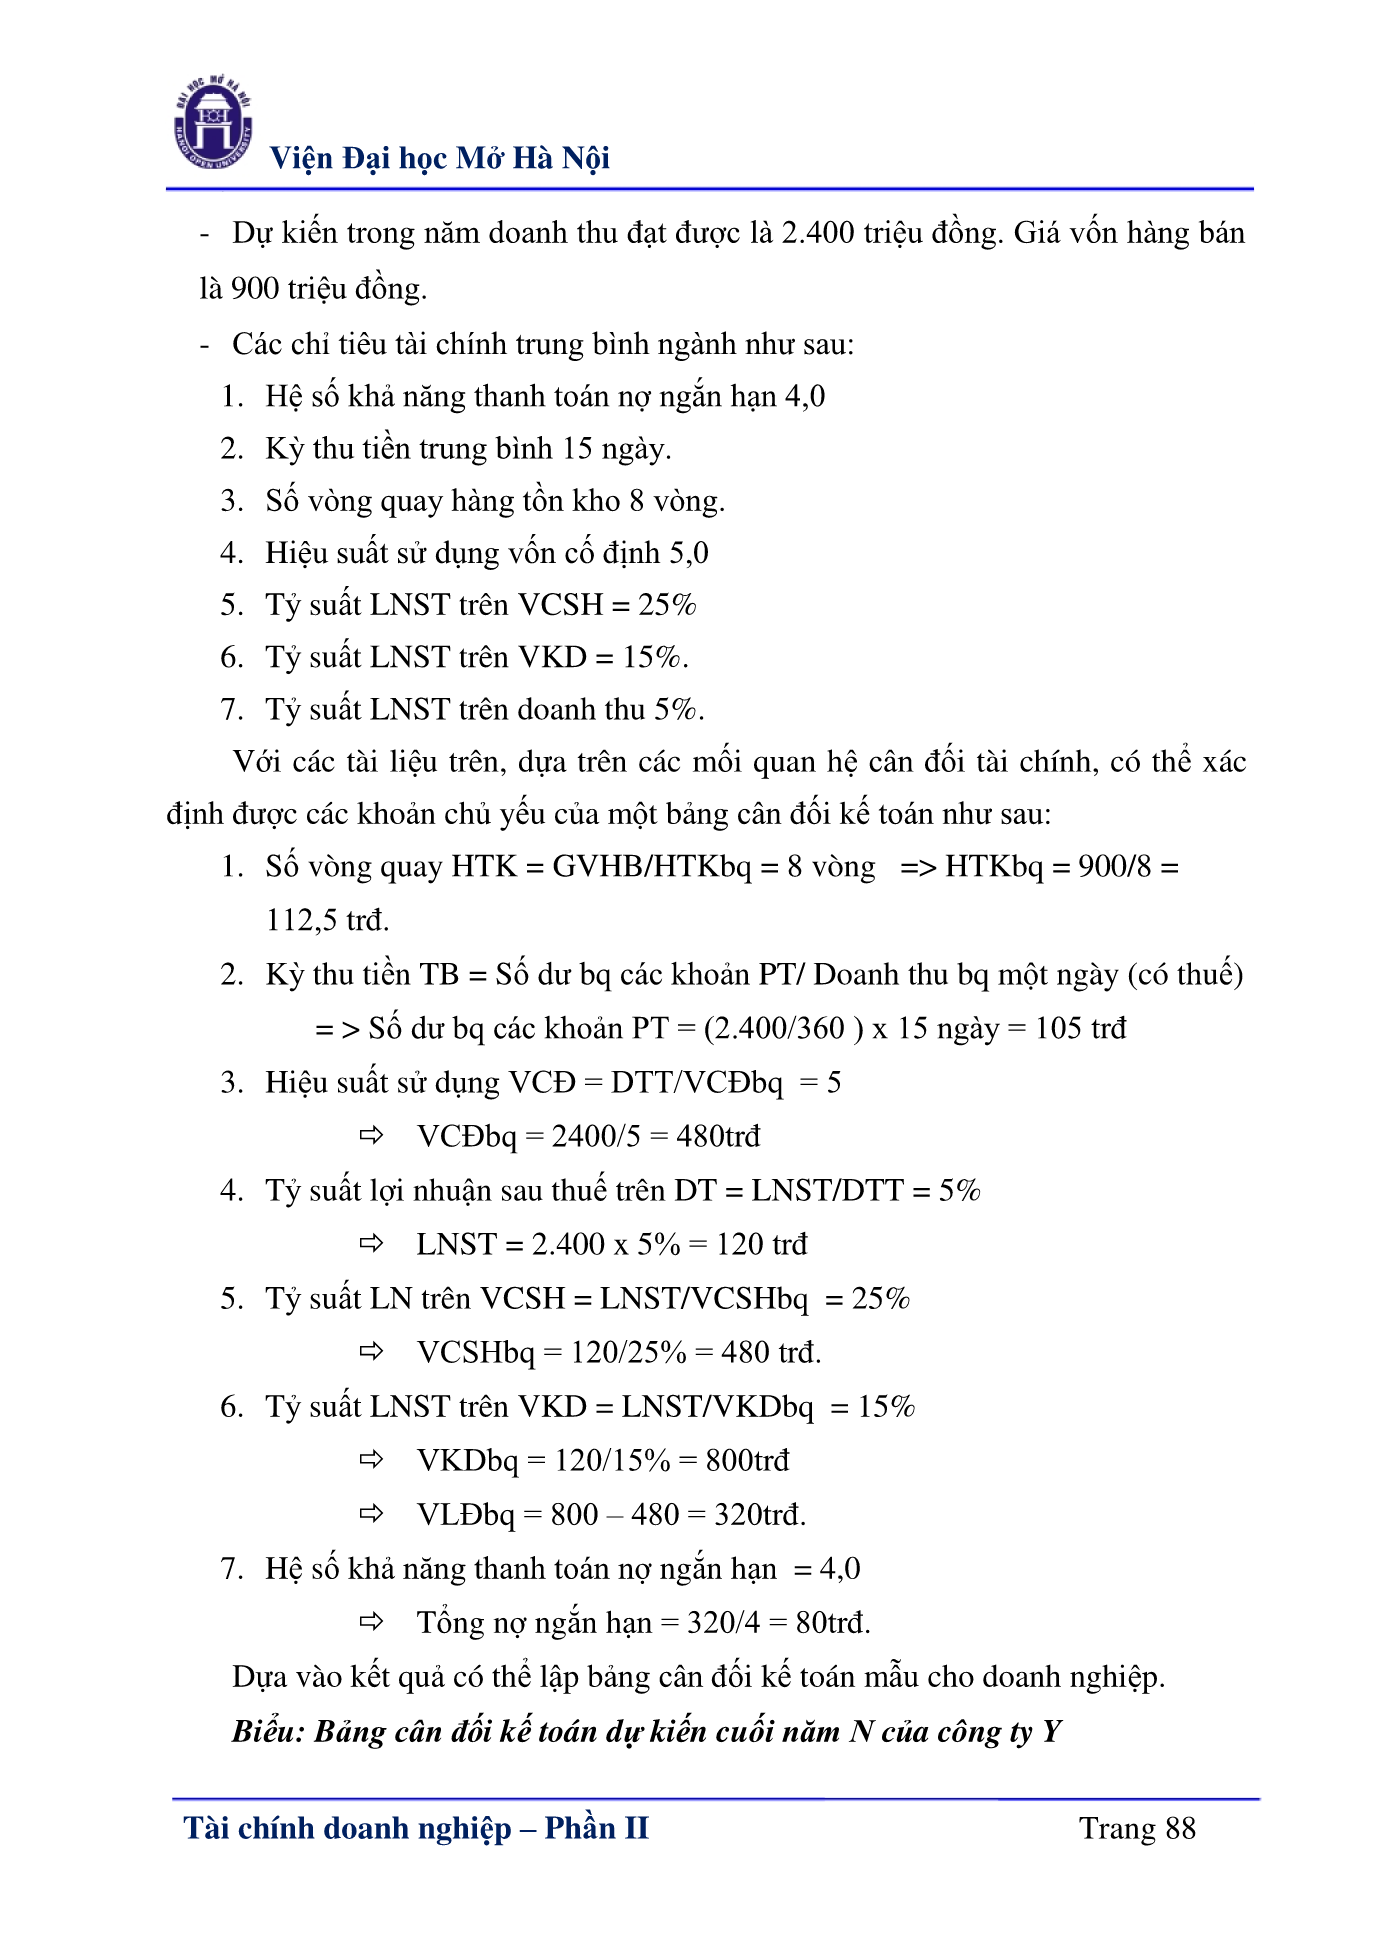 ĐẠI HỌC MỞ HÀ NỘI
HANOI OPEN UNIVERSITY
Viện Đại học Mở Hà Nội
- Dự kiến trong năm doanh thu đạt được là 2.400 triệu đồng. Giá vốn hàng bán
là 900 triệu đồng.
- Các chỉ tiêu tài chính trung bình ngành như sau:
1. Hệ số khả năng thanh toán nợ ngắn hạn 4,0
2. Kỳ thu tiền trung bình 15 ngày.
3. Số vòng quay hàng tồn kho 8 vòng.
4. Hiệu suất sử dụng vốn cố định 5,0
5. Tỷ suất LNST trên VCSH = 25%
6. Tỷ suất LNST trên VKD = 15%.
7. Tỷ suất LNST trên doanh thu 5%.
Với các tài liệu trên, dựa trên các mối quan hệ cân đối tài chính, có thể xác
định được các khoản chủ yếu của một bảng cân đối kế toán như sau:
1. Số vòng quay HTK = GVHB/HTKbq = 8 vòng => HTKbq = 900/8 =
112,5 trđ.
2. Kỳ thu tiền TB = Số dư bq các khoản PT/ Doanh thu bq một ngày (có thuế)
= > Số dư bq các khoản PT = (2.400/360 ) x 15 ngày = 105 trđ
3. Hiệu suất sử dụng VCĐ = DTT/VCĐbq = 5
⇨ VCĐbq = 2400/5 = 480trđ
4. Tỷ suất lợi nhuận sau thuế trên DT = LNST/DTT = 5%
⇨ LNST = 2.400 x 5% = 120 trđ
5. Tỷ suất LN trên VCSH = LNST/VCSHbq = 25%
⇨ VCSHbq = 120/25% = 480 trđ.
6. Tỷ suất LNST trên VKD = LNST/VKDbq = 15%
⇨ VKDbq = 120/15% = 800trđ
⇨ VLĐbq = 800 – 480 = 320trđ.
7. Hệ số khả năng thanh toán nợ ngắn hạn = 4,0
⇨ Tổng nợ ngắn hạn = 320/4 = 80trđ.
Dựa vào kết quả có thể lập bảng cân đối kế toán mẫu cho doanh nghiệp.
Biểu: Bảng cân đối kế toán dự kiến cuối năm N của công ty Y
Tài chính doanh nghiệp – Phần II Trang 88